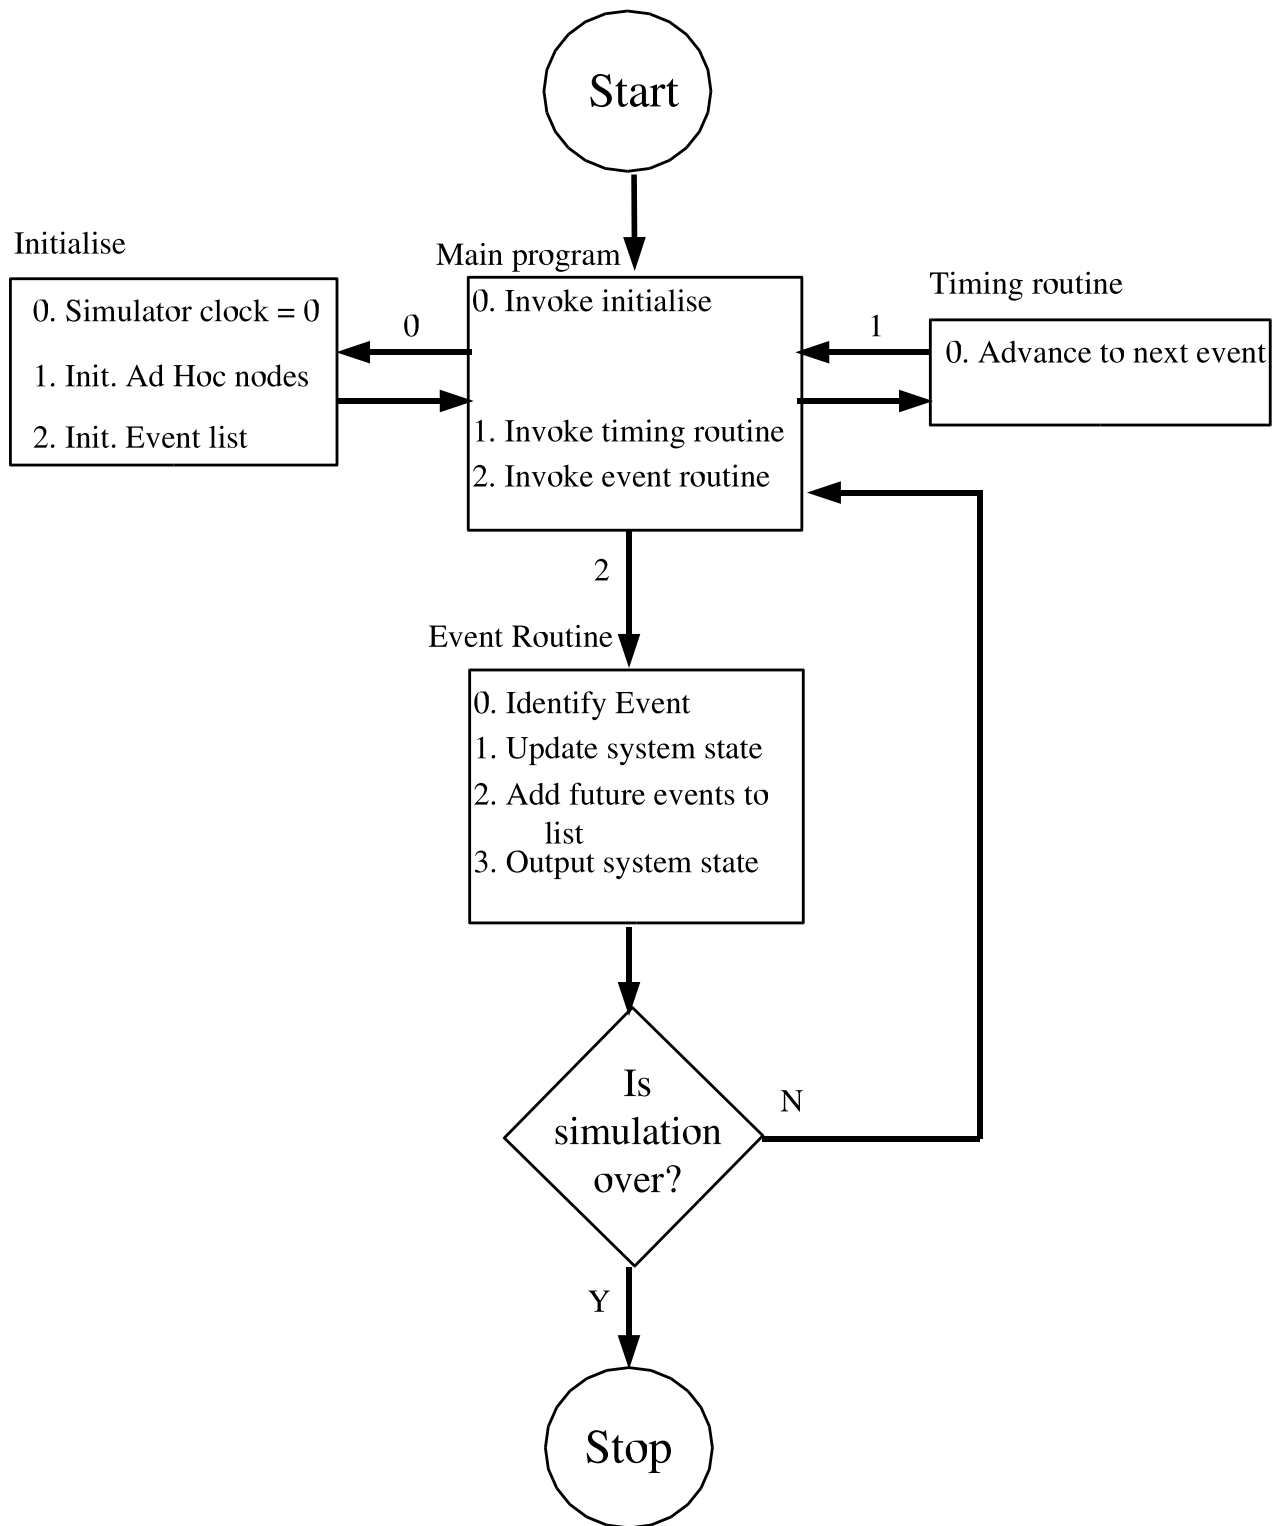 Start
Initialise
0. Simulator clock = 0
1. Init. Ad Hoc nodes
2. Init. Event list
0
Main program
0. Invoke initialise
1. Invoke timing routine
2. Invoke event routine
1
Timing routine
0. Advance to next event
2
Event Routine
0. Identify Event
1. Update system state
2. Add future events to
list
3. Output system state
Is
simulation
over?
N
Y
Stop